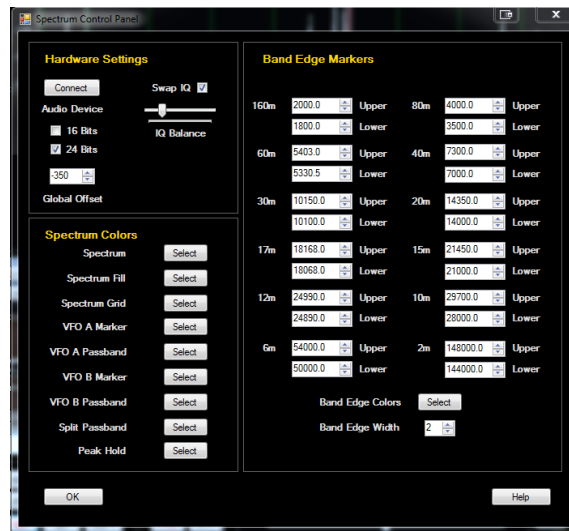 Spectrum Control Panel
Hardware Settings
Connect
Swap IQ
Audio Device
16 Bits
IQ Balance
24 Bits
-350
Global Offset
Spectrum Colors
Spectrum Select
Spectrum Fill Select
Spectrum Grid Select
VFO A Marker Select
VFO A Passband Select
VFO B Marker Select
VFO B Passband Select
Split Passband Select
Peak Hold Select
Band Edge Markers
160m 2000.0 Upper 80m 4000.0 Upper
1800.0 Lower 3500.0 Lower
60m 5403.0 Upper 40m 7300.0 Upper
5330.5 Lower 7000.0 Lower
30m 10150.0 Upper 20m 14350.0 Upper
10100.0 Lower 14000.0 Lower
17m 18168.0 Upper 15m 21450.0 Upper
18068.0 Lower 21000.0 Lower
12m 24990.0 Upper 10m 29700.0 Upper
24890.0 Lower 28000.0 Lower
6m 54000.0 Upper 2m 148000.0 Upper
50000.0 Lower 144000.0 Lower
Band Edge Colors Select
Band Edge Width 2
OK Help